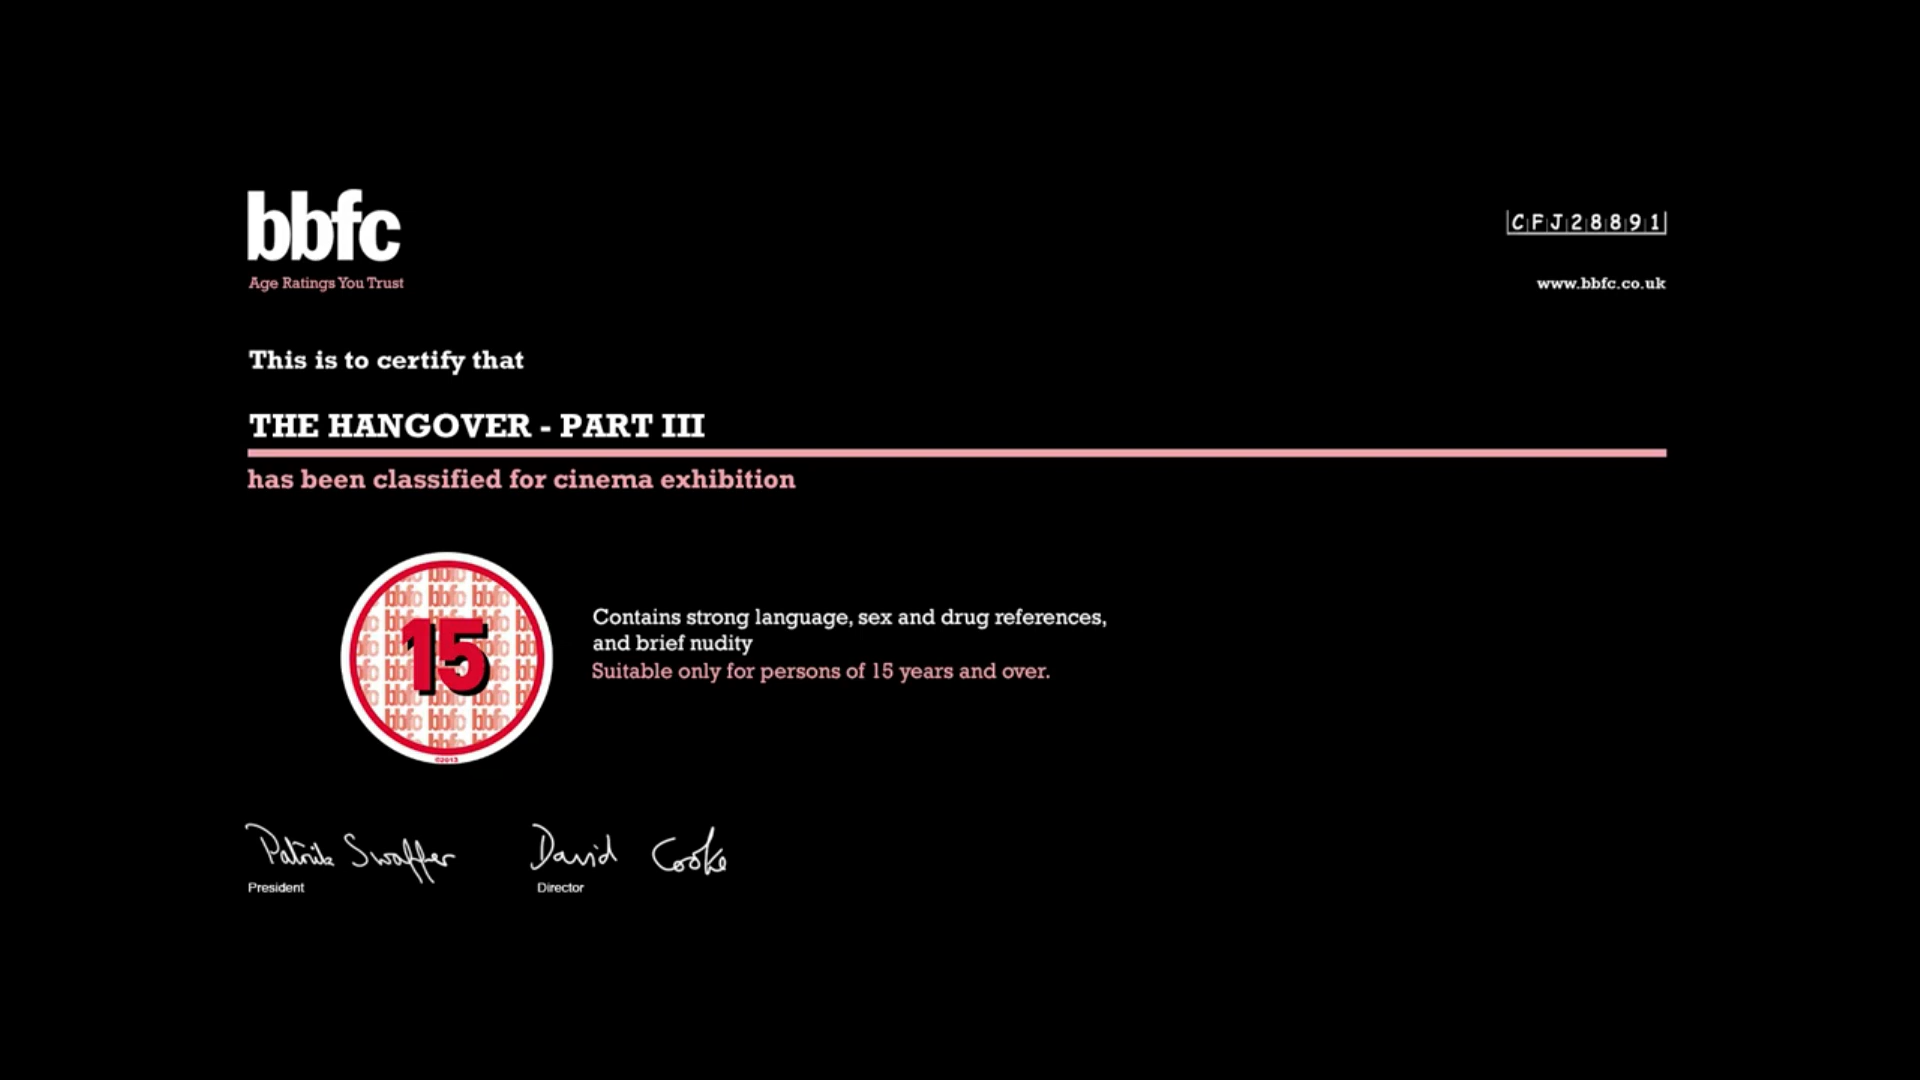 bbfc
Age Ratings You Trust
CFJ28891
www.bbfc.co.uk
This is to certify that
THE HANGOVER - PART III
has been classified for cinema exhibition
15
©2013
Contains strong language, sex and drug references,
and brief nudity
Suitable only for persons of 15 years and over.
Patrick Swaffer
David Cooke
President
Director